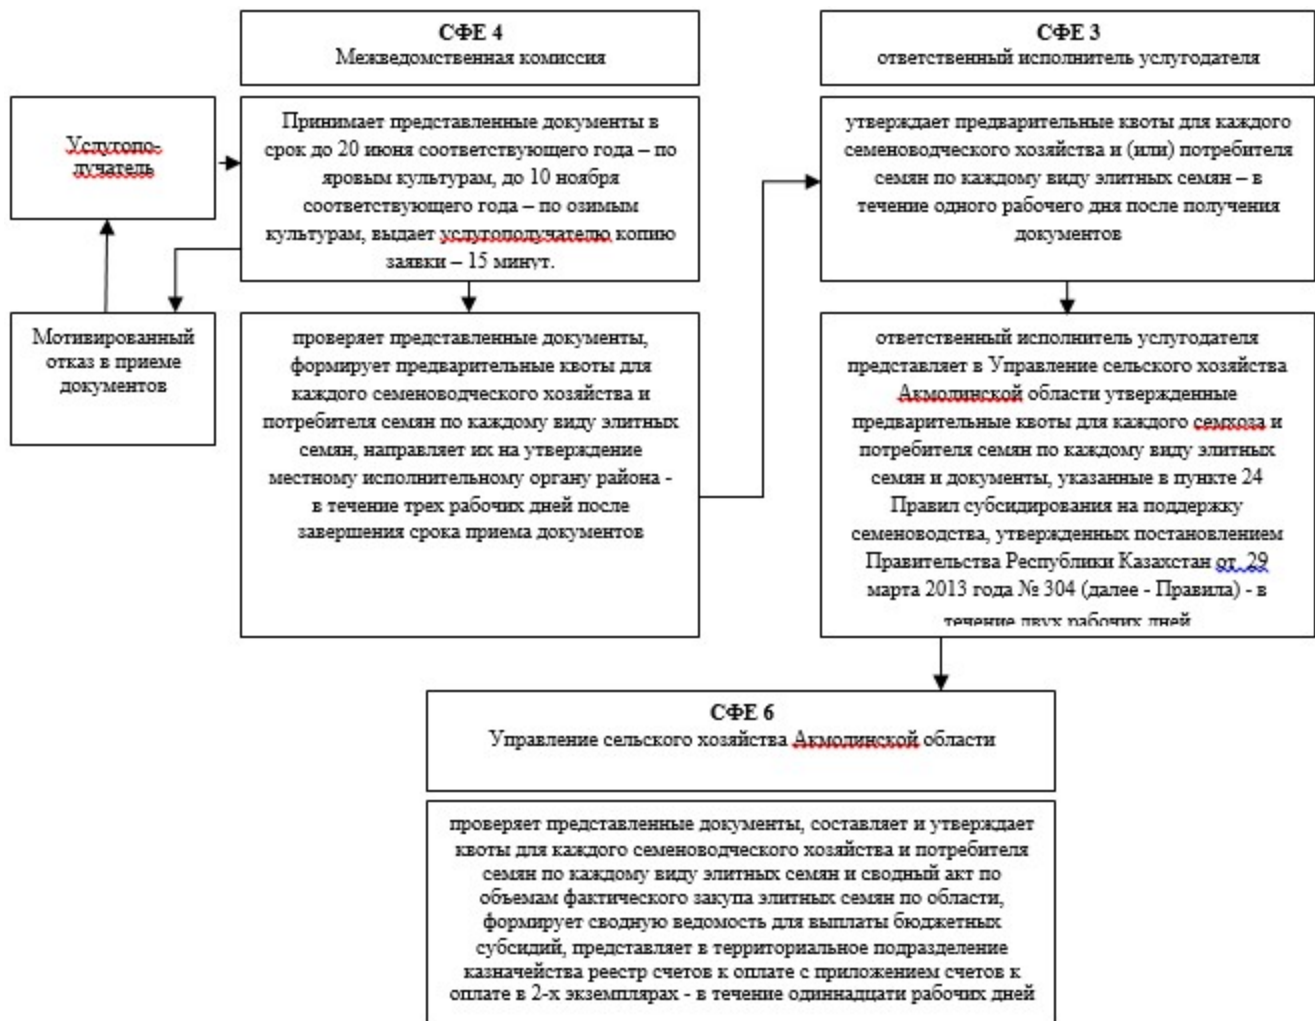 СФЕ 4
Межведомственная комиссия
СФЕ 3
ответственный исполнитель услугодателя
Услугопо-
лучатель
Принимает представленные документы в
срок до 20 июня соответствующего года – по
яровым культурам, до 10 ноября
соответствующего года – по озимым
культурам, выдает услугополучателю копию
заявки – 15 минут.
утверждает предварительные квоты для каждого
семеноводческого хозяйства и (или) потребителя
семян по каждому виду элитных семян – в
течение одного рабочего дня после получения
документов
Мотивированный
отказ в приеме
документов
проверяет представленные документы,
формирует предварительные квоты для
каждого семеноводческого хозяйства и
потребителя семян по каждому виду элитных
семян, направляет их на утверждение
местному исполнительному органу района -
в течение трех рабочих дней после
завершения срока приема документов
ответственный исполнитель услугодателя
представляет в Управление сельского хозяйства
Акмолинской области утвержденные
предварительные квоты для каждого семхоза и
потребителя семян по каждому виду элитных
семян и документы, указанные в пункте 24
Правил субсидирования на поддержку
семеноводства, утвержденных постановлением
Правительства Республики Казахстан от 29
марта 2013 года № 304 (далее - Правила) - в
течение двух рабочих дней
СФЕ 6
Управление сельского хозяйства Акмолинской области
проверяет представленные документы, составляет и утверждает
квоты для каждого семеноводческого хозяйства и потребителя
семян по каждому виду элитных семян и сводный акт по
объемам фактического закупа элитных семян по области,
формирует сводную ведомость для выплаты бюджетных
субсидий, представляет в территориальное подразделение
казначейства реестр счетов к оплате с приложением счетов к
оплате в 2-х экземплярах - в течение одиннадцати рабочих дней